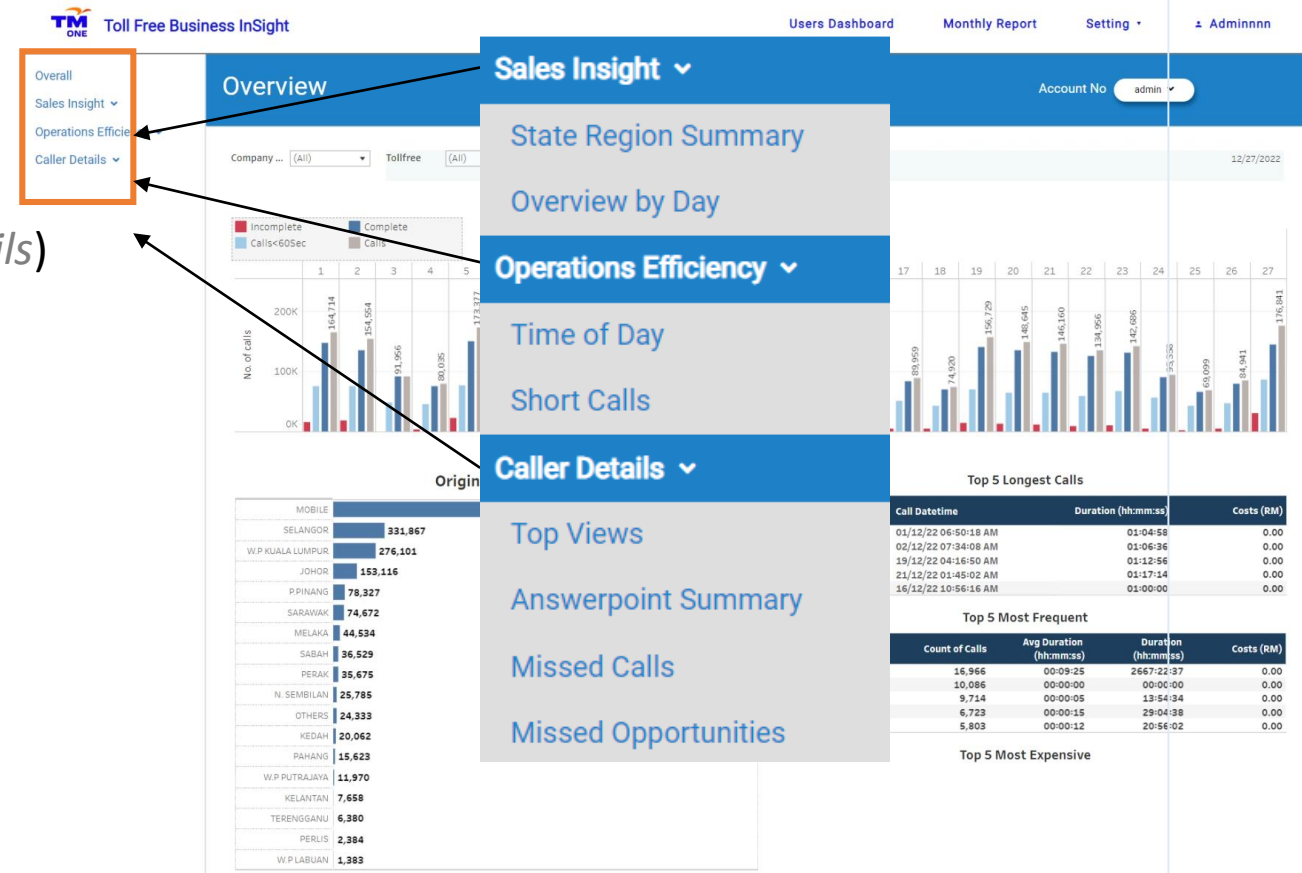 TM ONE
Toll Free Business InSight
Users Dashboard Monthly Report Setting Adminnnn
Overall
Sales Insight
Operations Efficie
Caller Details
ils)
Overview
Account No admin
Company ... (All) Tollfree (All)
12/27/2022
Sales Insight
State Region Summary
Overview by Day
Operations Efficiency
Time of Day
Short Calls
Caller Details
Top Views
Answerpoint Summary
Missed Calls
Missed Opportunities
Incomplete Complete
Calls<60Sec Calls
1 2 3 4 5
17 18 19 20 21 22 23 24 25 26 27
No. of calls
200K
100K
0K
164,714
154,554
91,956
80,035
173,377
89,959
74,920
156,729
148,645
146,160
134,956
142,686
69,099
84,941
176,841
Origin
MOBILE
SELANGOR 331,867
W.P KUALA LUMPUR 276,101
JOHOR 153,116
P.PINANG 78,327
SARAWAK 74,672
MELAKA 44,534
SABAH 36,529
PERAK 35,675
N. SEMBILAN 25,785
OTHERS 24,333
KEDAH 20,062
PAHANG 15,623
W.P PUTRAJAYA 11,970
KELANTAN 7,658
TERENGGANU 6,380
PERLIS 2,384
W.P LABUAN 1,383
Top 5 Longest Calls
Call Datetime Duration (hh:mm:ss) Costs (RM)
01/12/22 06:50:18 AM 01:04:58 0.00
02/12/22 07:34:08 AM 01:06:36 0.00
19/12/22 04:16:50 AM 01:12:56 0.00
21/12/22 01:45:02 AM 01:17:14 0.00
16/12/22 10:56:16 AM 01:00:00 0.00
Top 5 Most Frequent
Count of Calls Avg Duration (hh:mm:ss) Duration (hh:mm:ss) Costs (RM)
16,966 00:09:25 2667:22:37 0.00
10,086 00:00:00 00:00:00 0.00
9,714 00:00:05 13:54:34 0.00
6,723 00:00:15 29:04:38 0.00
5,803 00:00:12 20:56:02 0.00
Top 5 Most Expensive